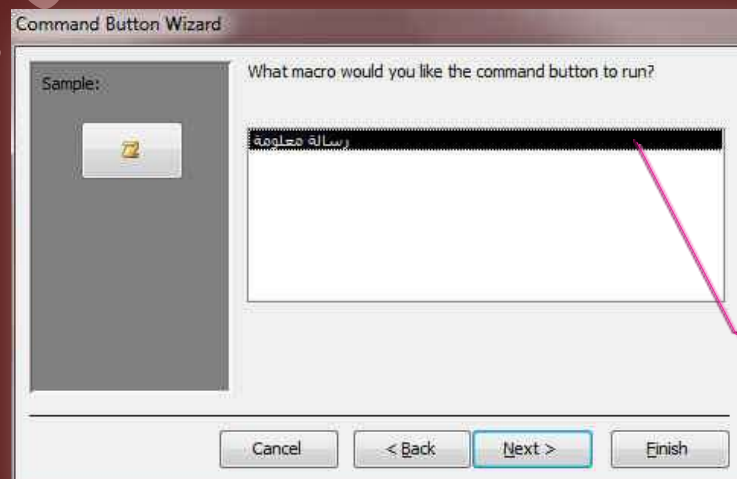 Command Button Wizard
Sample:
What macro would you like the command button to run?
رسالة معلومة
Cancel
< Back
Next >
Finish